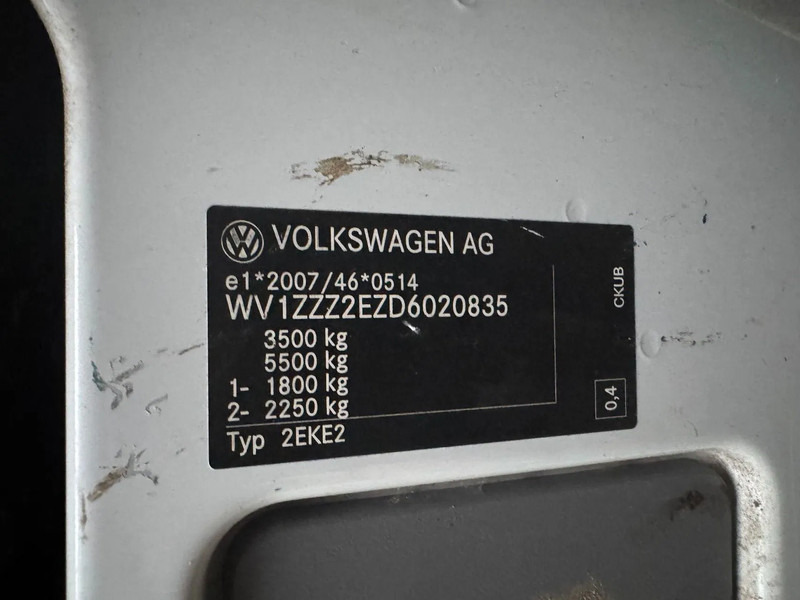 VOLKSWAGEN AG
e1*2007/46*0514
WV1ZZZ2EZD6020835
3500 kg
5500 kg
1- 1800 kg
2- 2250 kg
Typ 2EKE2
CKUB
0,4